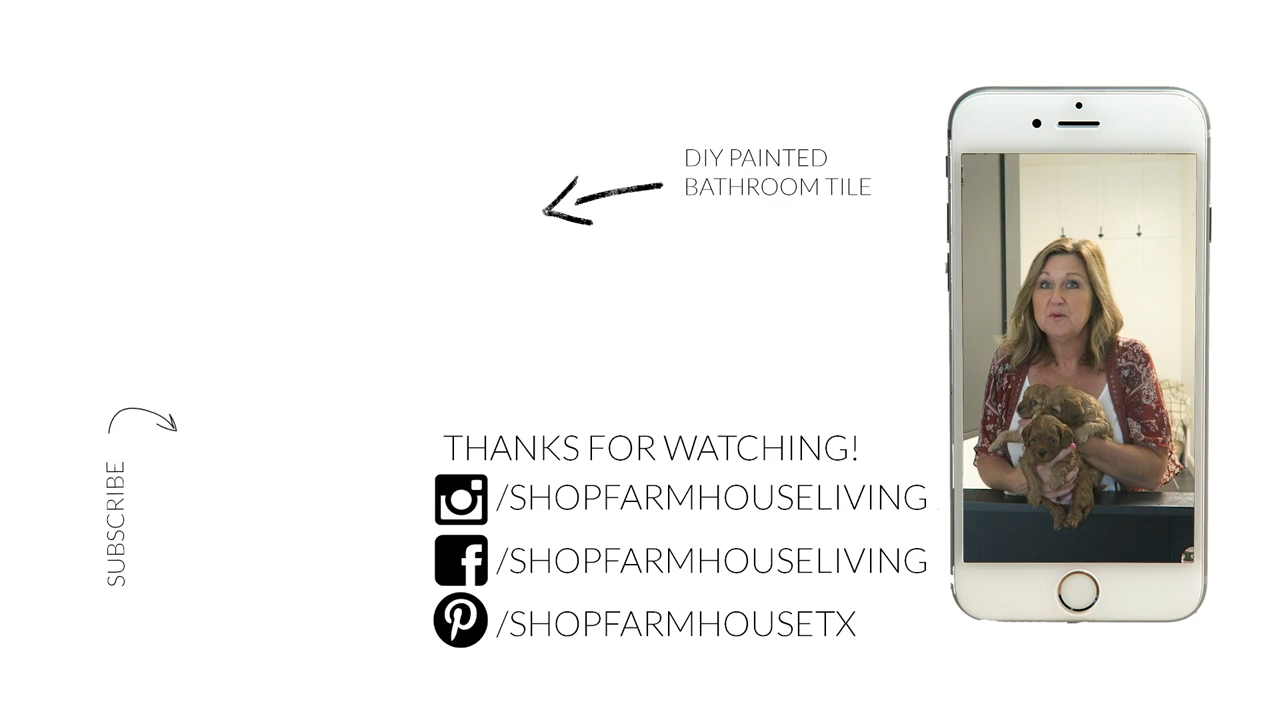 DIY PAINTED
BATHROOM TILE
SUBSCRIBE
THANKS FOR WATCHING!
/SHOPFARMHOUSELIVING
/SHOPFARMHOUSELIVING
/SHOPFARMHOUSETX